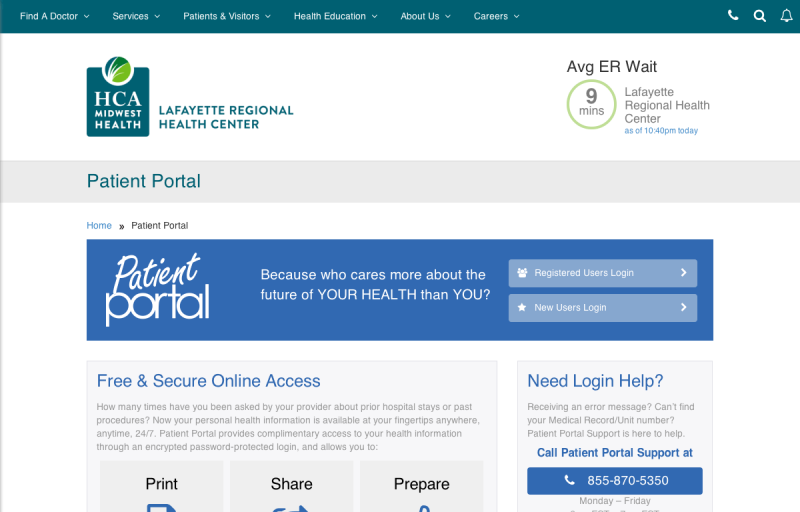 Find A Doctor Services Patients & Visitors Health Education About Us Careers
HCA
MIDWEST
HEALTH
LAFAYETTE REGIONAL
HEALTH CENTER
Avg ER Wait
9
mins
Lafayette
Regional Health
Center
as of 10:40pm today
Patient Portal
Home » Patient Portal
Patient
portal
Because who cares more about the
future of YOUR HEALTH than YOU?
Registered Users Login
New Users Login
Free & Secure Online Access
How many times have you been asked by your provider about prior hospital stays or past
procedures? Now your personal health information is available at your fingertips anywhere,
anytime, 24/7. Patient Portal provides complimentary access to your health information
through an encrypted password-protected login, and allows you to:
Print Share Prepare
Need Login Help?
Receiving an error message? Can't find
your Medical Record/Unit number?
Patient Portal Support is here to help.
Call Patient Portal Support at
855-870-5350
Monday – Friday